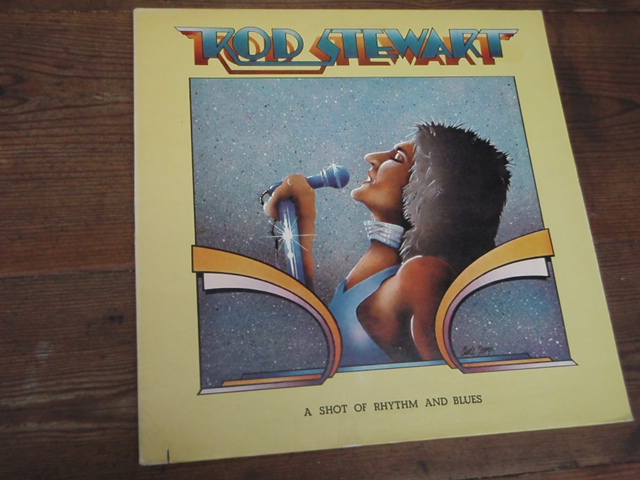 ROD STEWART
A SHOT OF RHYTHM AND BLUES